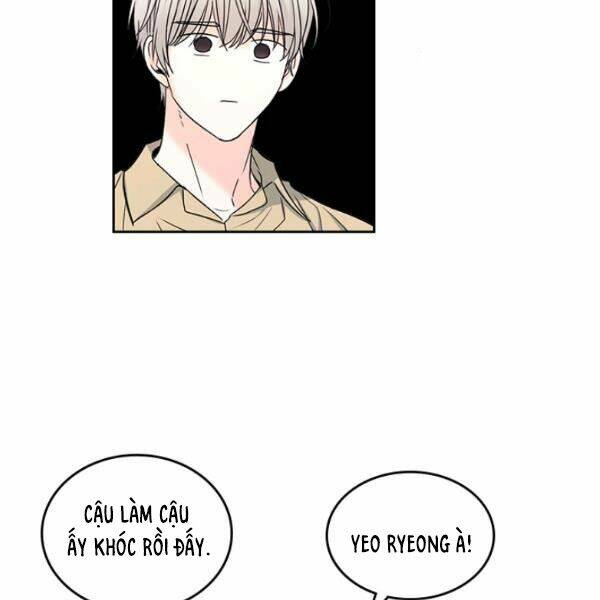 CẬU LÀM CẬU
ẤY KHÓC RỒI ĐẤY.
YEO RYEONG À!